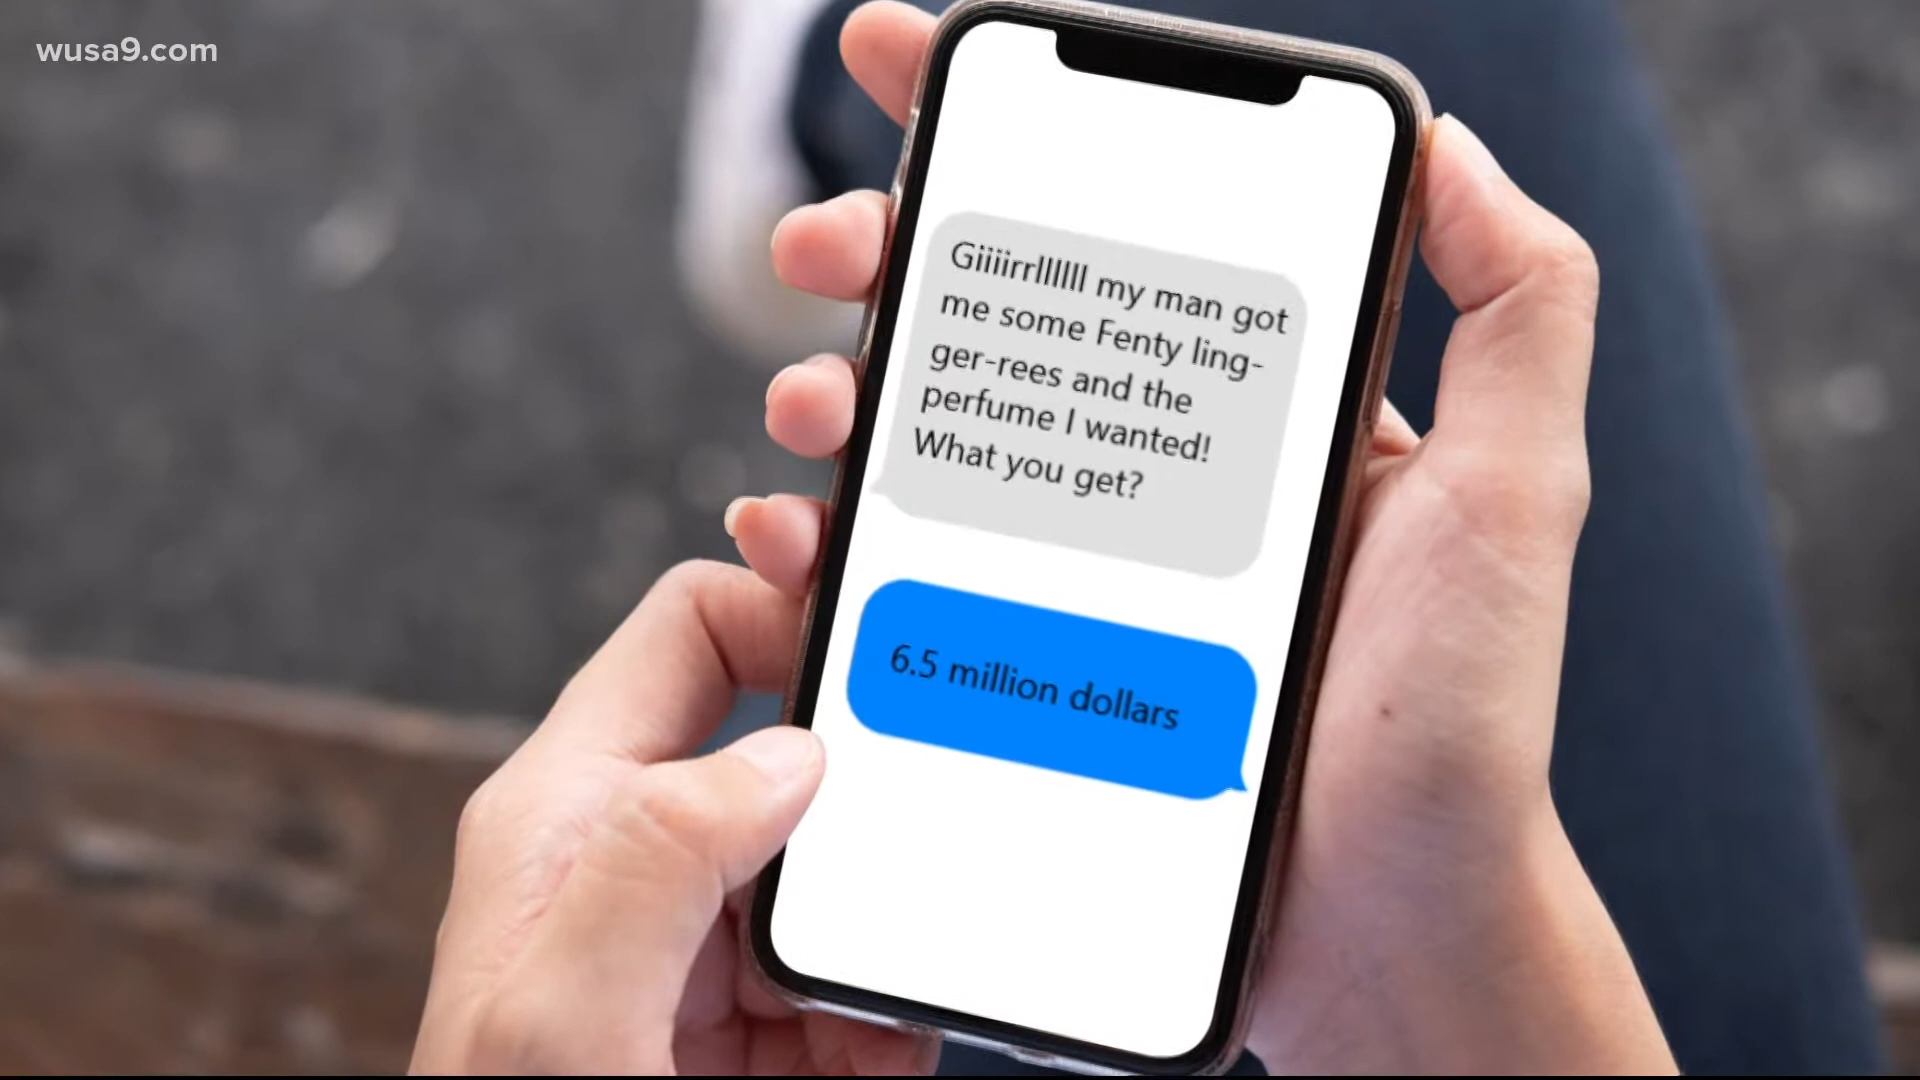 wusa9.com
Giiiirrllllll my man got
me some Fenty ling-
ger-rees and the
perfume I wanted!
What you get?
6.5 million dollars